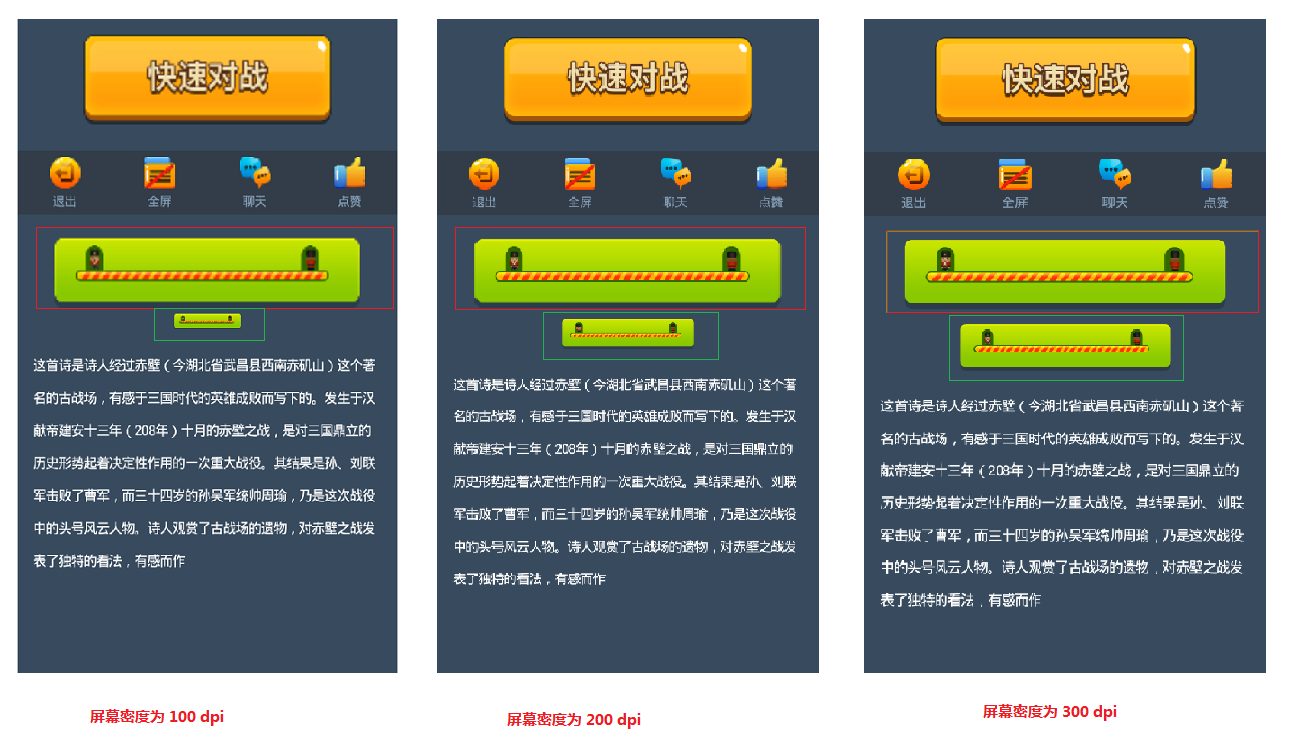 快速对战
退出 全屏 聊天 点赞
这首诗是诗人经过赤壁（今湖北省武昌县西南赤矶山）这个著
名的古战场，有感于三国时代的英雄成败而写下的。发生于汉
献帝建安十三年（208年）十月的赤壁之战，是对三国鼎立的
历史形势起着决定性作用的一次重大战役。其结果是孙、刘联
军击败了曹军，而三十四岁的孙吴军统帅周瑜，乃是这次战役
中的头号风云人物。诗人观赏了古战场的遗物，对赤壁之战发
表了独特的看法，有感而作
屏幕密度为 100 dpi
快速对战
退出 全屏 聊天 点赞
这首诗是诗人经过赤壁（今湖北省武昌县西南赤矶山）这个著
名的古战场，有感于三国时代的英雄成败而写下的。发生于汉
献帝建安十三年（208年）十月的赤壁之战，是对三国鼎立的
历史形势起着决定性作用的一次重大战役。其结果是孙、刘联
军击败了曹军，而三十四岁的孙吴军统帅周瑜，乃是这次战役
中的头号风云人物。诗人观赏了古战场的遗物，对赤壁之战发
表了独特的看法，有感而作
屏幕密度为 200 dpi
快速对战
退出 全屏 聊天 点赞
这首诗是诗人经过赤壁（今湖北省武昌县西南赤矶山）这个著
名的古战场，有感于三国时代的英雄成败而写下的。发生于汉
献帝建安十三年（208年）十月的赤壁之战，是对三国鼎立的
历史形势起着决定性作用的一次重大战役。其结果是孙、刘联
军击败了曹军，而三十四岁的孙吴军统帅周瑜，乃是这次战役
中的头号风云人物。诗人观赏了古战场的遗物，对赤壁之战发
表了独特的看法，有感而作
屏幕密度为 300 dpi